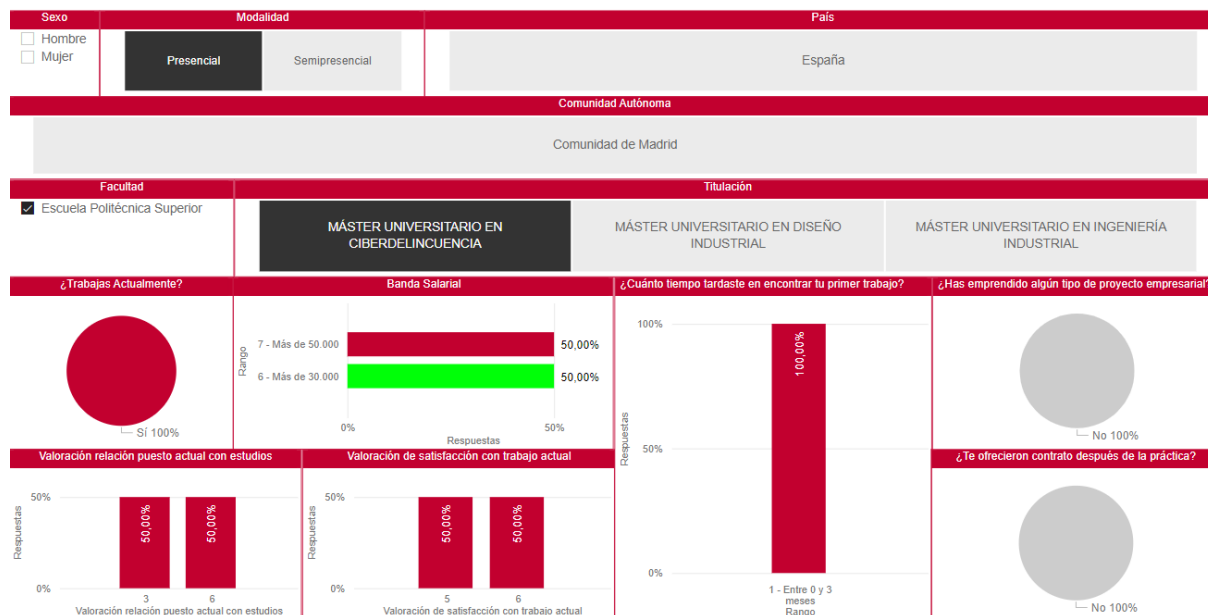 Sexo
Modalidad
País
Hombre
Mujer
Presencial
Semipresencial
España
Comunidad Autónoma
Comunidad de Madrid
Facultad
Titulación
Escuela Politécnica Superior
MÁSTER UNIVERSITARIO EN
CIBERDELINCUENCIA
MÁSTER UNIVERSITARIO EN DISEÑO
INDUSTRIAL
MÁSTER UNIVERSITARIO EN INGENIERÍA
INDUSTRIAL
¿Trabajas Actualmente?
Sí 100%
Banda Salarial
Rango
7 - Más de 50.000
50,00%
6 - Más de 30.000
50,00%
0%
50%
Respuestas
¿Cuánto tiempo tardaste en encontrar tu primer trabajo?
Respuestas
100%
50%
0%
100,00%
1 - Entre 0 y 3
meses
Rango
¿Has emprendido algún tipo de proyecto empresarial?
No 100%
Valoración relación puesto actual con estudios
Respuestas
50%
0%
50,00%
50,00%
3
6
Valoración relación puesto actual con estudios
Valoración de satisfacción con trabajo actual
Respuestas
50%
0%
50,00%
50,00%
5
6
Valoración de satisfacción con trabajo actual
¿Te ofrecieron contrato después de la práctica?
No 100%